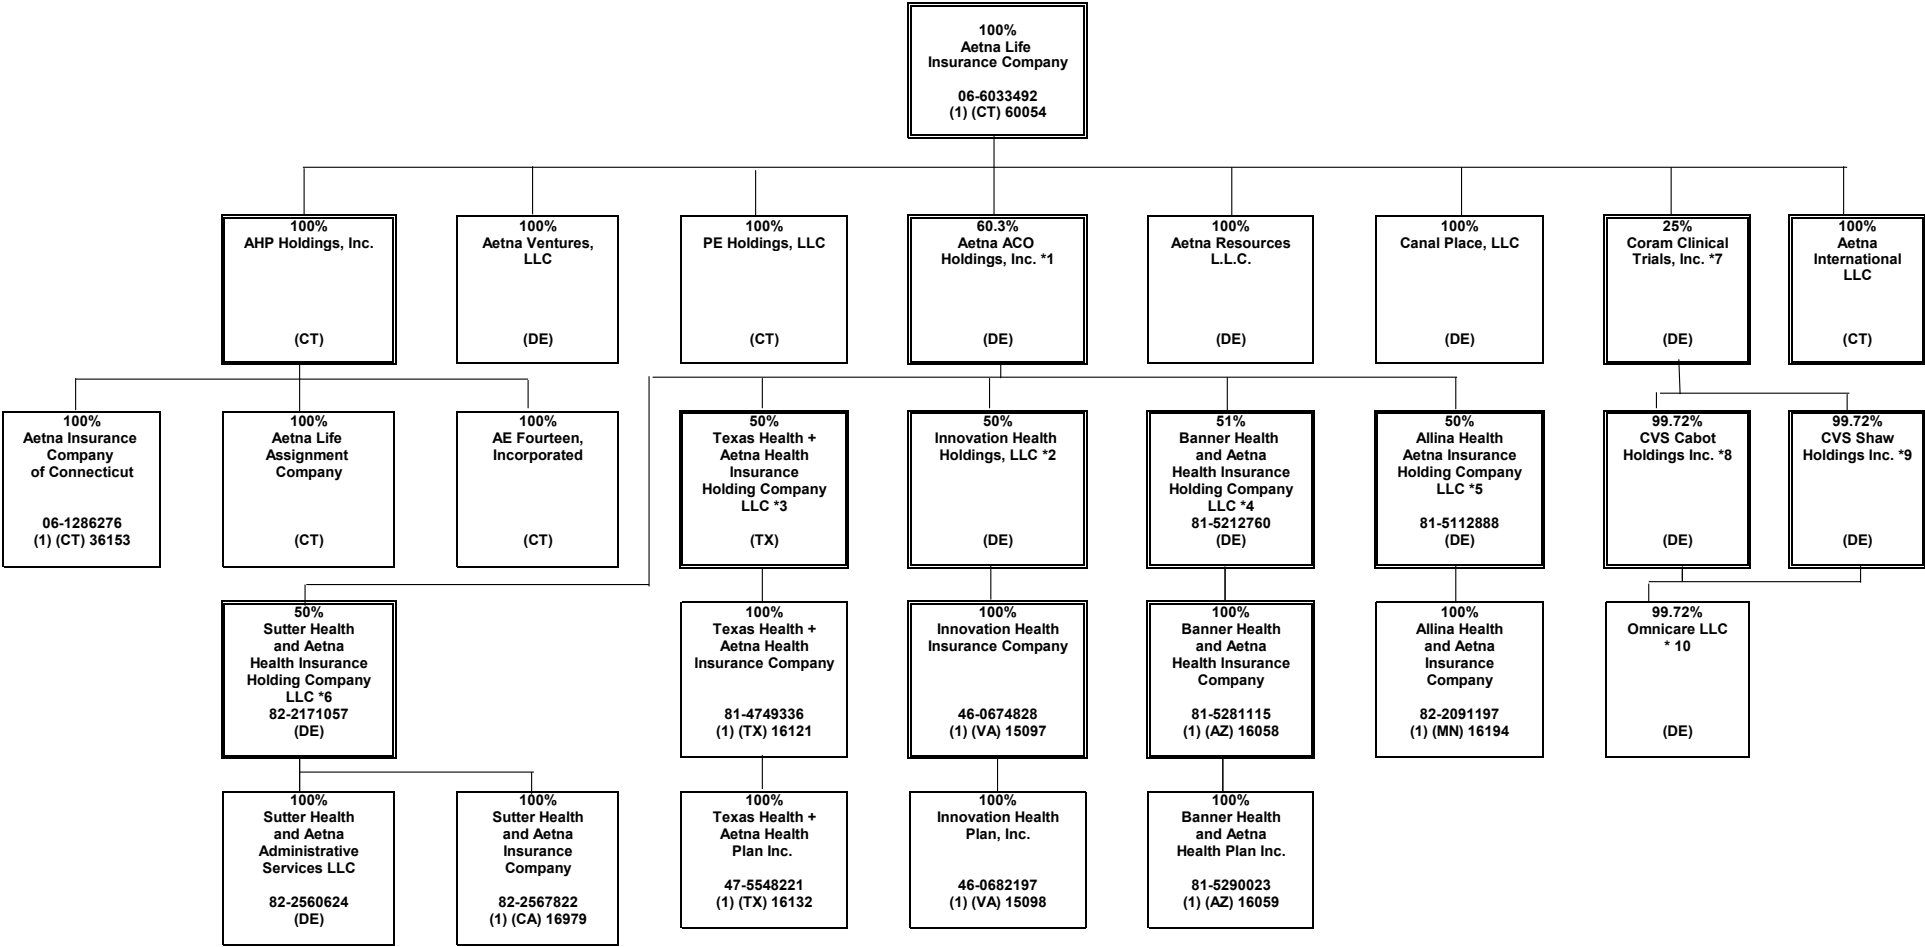 100%
Aetna Life
Insurance Company
06-6033492
(1) (CT) 60054
100%
AHP Holdings, Inc.
(CT)
100%
Aetna Ventures,
LLC
(DE)
100%
PE Holdings, LLC
(CT)
60.3%
Aetna ACO
Holdings, Inc. *1
(DE)
100%
Aetna Resources
L.L.C.
(DE)
100%
Canal Place, LLC
(DE)
25%
Coram Clinical
Trials, Inc. *7
(DE)
100%
Aetna
International
LLC
(CT)
100%
Aetna Insurance
Company
of Connecticut
06-1286276
(1) (CT) 36153
100%
Aetna Life
Assignment
Company
(CT)
100%
AE Fourteen,
Incorporated
(CT)
50%
Texas Health +
Aetna Health
Insurance
Holding Company
LLC *3
(TX)
50%
Innovation Health
Holdings, LLC *2
(DE)
51%
Banner Health
and Aetna
Health Insurance
Holding Company
LLC *4
81-5212760
(DE)
50%
Allina Health
Aetna Insurance
Holding Company
LLC *5
81-5112888
(DE)
99.72%
CVS Cabot
Holdings Inc. *8
(DE)
99.72%
CVS Shaw
Holdings Inc. *9
(DE)
50%
Sutter Health
and Aetna
Health Insurance
Holding Company
LLC *6
82-2171057
(DE)
100%
Texas Health +
Aetna Health
Insurance Company
81-4749336
(1) (TX) 16121
100%
Innovation Health
Insurance Company
46-0674828
(1) (VA) 15097
100%
Banner Health
and Aetna
Health Insurance
Company
81-5281115
(1) (AZ) 16058
100%
Allina Health
and Aetna
Insurance
Company
82-2091197
(1) (MN) 16194
99.72%
Omnicare LLC
* 10
(DE)
100%
Sutter Health
and Aetna
Administrative
Services LLC
82-2560624
(DE)
100%
Sutter Health
and Aetna
Insurance
Company
82-2567822
(1) (CA) 16979
100%
Texas Health +
Aetna Health
Plan Inc.
47-5548221
(1) (TX) 16132
100%
Innovation Health
Plan, Inc.
46-0682197
(1) (VA) 15098
100%
Banner Health
and Aetna
Health Plan Inc.
81-5290023
(1) (AZ) 16059